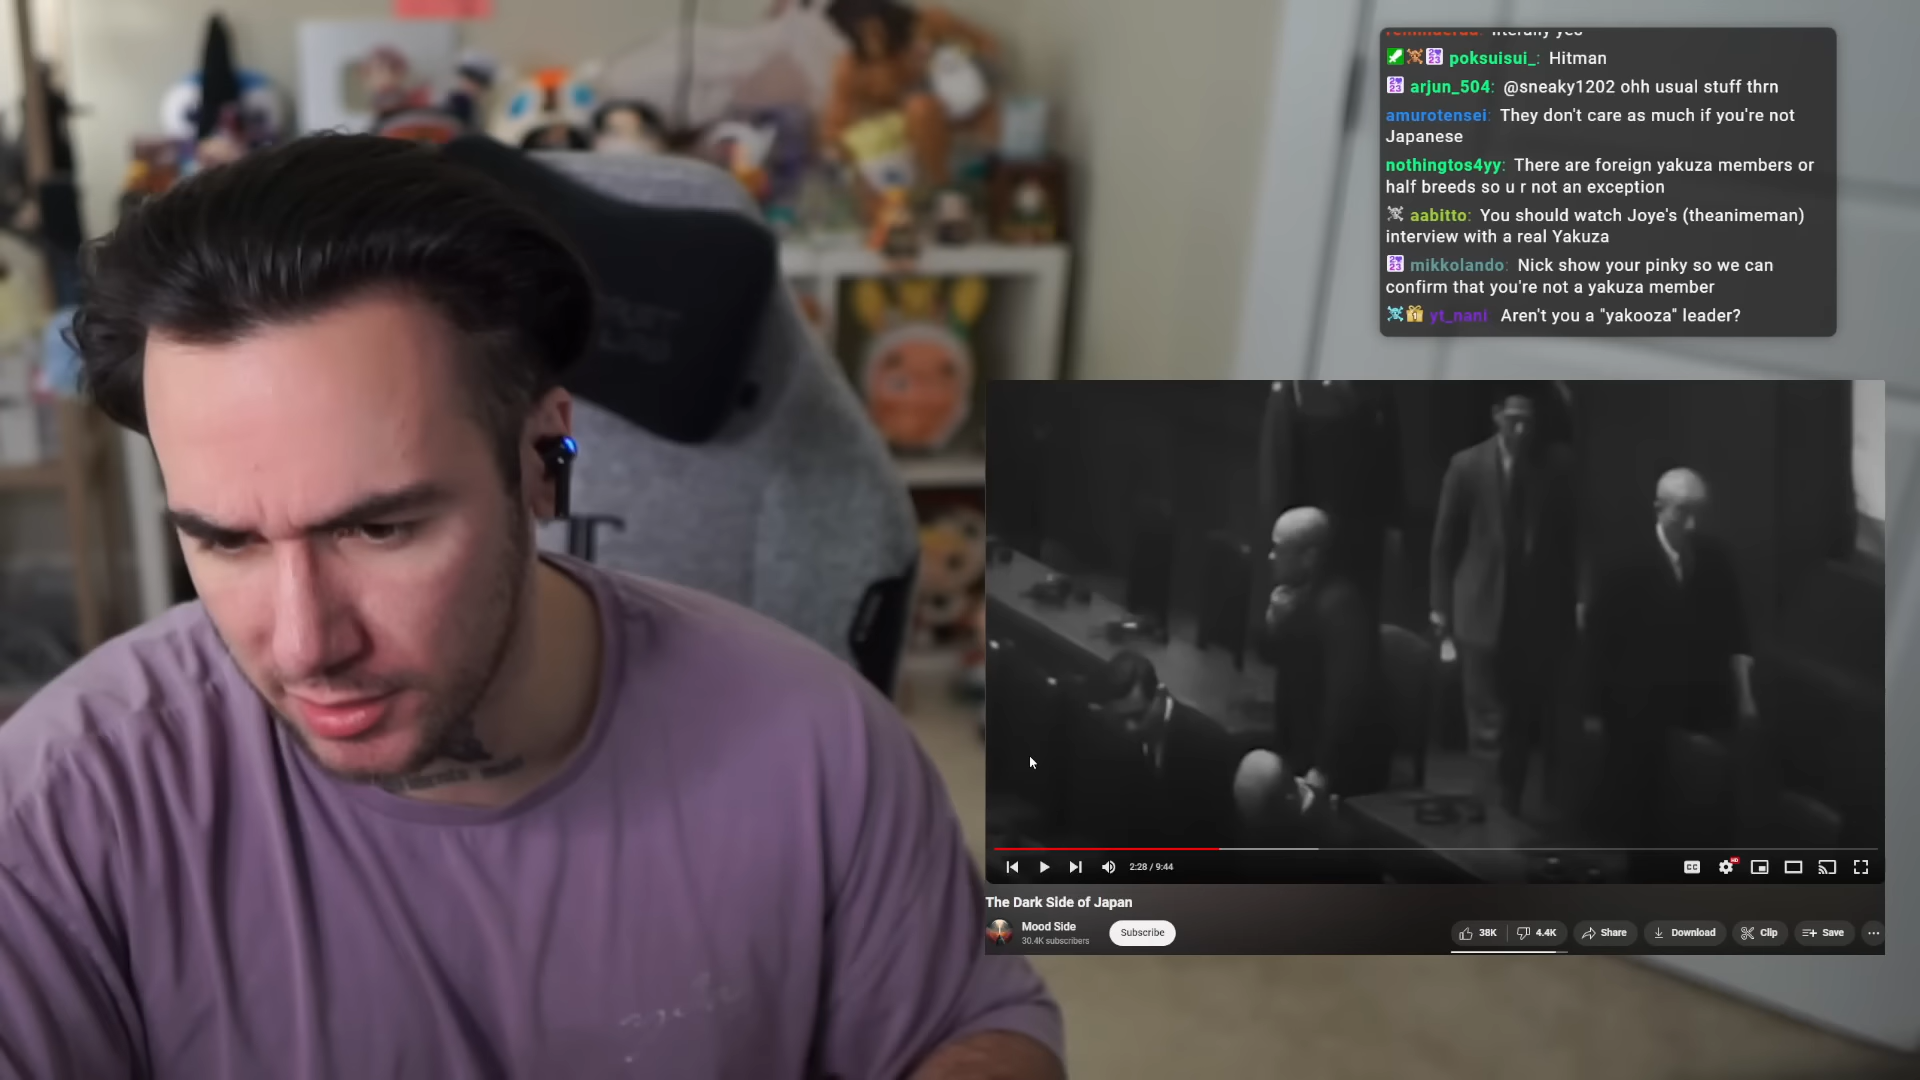 poksuisui_: Hitman
arjun_504: @sneaky1202 ohh usual stuff thrn
amurotensei: They don't care as much if you're not
Japanese
nothingtos4yy: There are foreign yakuza members or
half breeds so u r not an exception
aabitto: You should watch Joye's (theanimeman)
interview with a real Yakuza
mikkolando: Nick show your pinky so we can
confirm that you're not a yakuza member
yt_nani Aren't you a "yakooza" leader?
2:28 / 9:44
CC
HD
The Dark Side of Japan
Mood Side
30.4K subscribers
Subscribe
38K
4.4K
Share
Download
Clip
Save